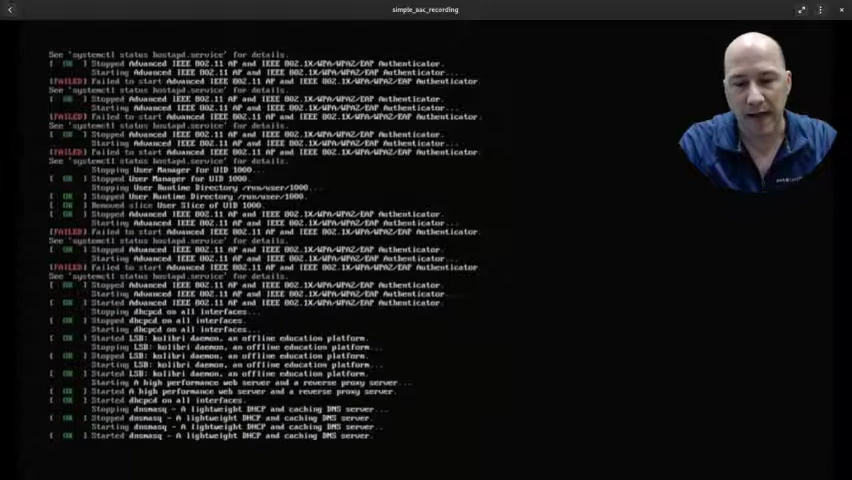 simple_aac_recording
See 'systemctl status hostapd.service' for details.
[  OK  ] Stopped Advanced IEEE 802.11 AP and IEEE 802.1X/WPA/WPA2/EAP Authenticator.
Starting Advanced IEEE 802.11 AP and IEEE 802.1X/WPA/WPA2/EAP Authenticator...
[FAILED] Failed to start Advanced IEEE 802.11 AP and IEEE 802.1X/WPA/WPA2/EAP Authenticator.
See 'systemctl status hostapd.service' for details.
[  OK  ] Stopped Advanced IEEE 802.11 AP and IEEE 802.1X/WPA/WPA2/EAP Authenticator.
Starting Advanced IEEE 802.11 AP and IEEE 802.1X/WPA/WPA2/EAP Authenticator...
[FAILED] Failed to start Advanced IEEE 802.11 AP and IEEE 802.1X/WPA/WPA2/EAP Authenticator.
See 'systemctl status hostapd.service' for details.
[  OK  ] Stopped Advanced IEEE 802.11 AP and IEEE 802.1X/WPA/WPA2/EAP Authenticator.
Starting Advanced IEEE 802.11 AP and IEEE 802.1X/WPA/WPA2/EAP Authenticator...
[FAILED] Failed to start Advanced IEEE 802.11 AP and IEEE 802.1X/WPA/WPA2/EAP Authenticator.
See 'systemctl status hostapd.service' for details.
Stopping User Manager for UID 1000...
[  OK  ] Stopped User Manager for UID 1000.
Stopping User Runtime Directory /run/user/1000...
[  OK  ] Stopped User Runtime Directory /run/user/1000.
[  OK  ] Removed slice User Slice of UID 1000.
[  OK  ] Stopped Advanced IEEE 802.11 AP and IEEE 802.1X/WPA/WPA2/EAP Authenticator.
Starting Advanced IEEE 802.11 AP and IEEE 802.1X/WPA/WPA2/EAP Authenticator...
[FAILED] Failed to start Advanced IEEE 802.11 AP and IEEE 802.1X/WPA/WPA2/EAP Authenticator.
See 'systemctl status hostapd.service' for details.
[  OK  ] Stopped Advanced IEEE 802.11 AP and IEEE 802.1X/WPA/WPA2/EAP Authenticator.
Starting Advanced IEEE 802.11 AP and IEEE 802.1X/WPA/WPA2/EAP Authenticator...
[FAILED] Failed to start Advanced IEEE 802.11 AP and IEEE 802.1X/WPA/WPA2/EAP Authenticator.
See 'systemctl status hostapd.service' for details.
[  OK  ] Stopped Advanced IEEE 802.11 AP and IEEE 802.1X/WPA/WPA2/EAP Authenticator.
Starting Advanced IEEE 802.11 AP and IEEE 802.1X/WPA/WPA2/EAP Authenticator...
[  OK  ] Started Advanced IEEE 802.11 AP and IEEE 802.1X/WPA/WPA2/EAP Authenticator.
Stopping dhcpcd on all interfaces...
[  OK  ] Stopped dhcpcd on all interfaces.
Starting dhcpcd on all interfaces...
[  OK  ] Started LSB: kolibri daemon, an offline education platform.
Stopping LSB: kolibri daemon, an offline education platform...
[  OK  ] Stopped LSB: kolibri daemon, an offline education platform.
Starting LSB: kolibri daemon, an offline education platform...
[  OK  ] Started LSB: kolibri daemon, an offline education platform.
Starting A high performance web server and a reverse proxy server...
[  OK  ] Started A high performance web server and a reverse proxy server.
[  OK  ] Started dhcpcd on all interfaces.
Stopping dnsmasq - A lightweight DHCP and caching DNS server...
[  OK  ] Stopped dnsmasq - A lightweight DHCP and caching DNS server.
Starting dnsmasq - A lightweight DHCP and caching DNS server...
[  OK  ] Started dnsmasq - A lightweight DHCP and caching DNS server.